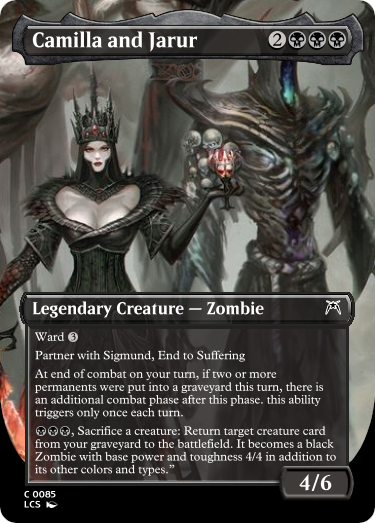 Camilla and Jarur 2
Legendary Creature — Zombie
Ward 3
Partner with Sigmund, End to Suffering
At end of combat on your turn, if two or more
permanents were put into a graveyard this turn, there is
an additional combat phase after this phase. this ability
triggers only once each turn.
, Sacrifice a creature: Return target creature card
from your graveyard to the battlefield. It becomes a black
Zombie with base power and toughness 4/4 in addition to
its other colors and types.”
4/6
C 0085
LCS